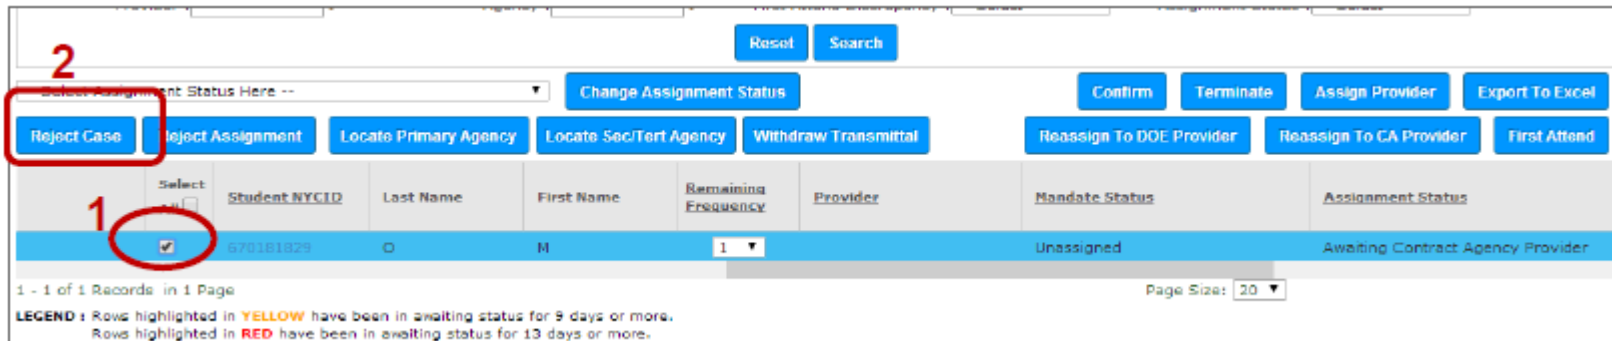 Reset Search
2
Select Assignment Status Here -- Change Assignment Status Confirm Terminate Assign Provider Export To Excel
Reject Case Reject Assignment Locate Primary Agency Locate Sec/Tert Agency Withdraw Transmittal Reassign To DOE Provider Reassign To CA Provider First Attend
Select All Student NYCID Last Name First Name Remaining Frequency Provider Mandate Status Assignment Status
1
670181829 O M 1 Unassigned Awaiting Contract Agency Provider
1 - 1 of 1 Records in 1 Page Page Size: 20
LEGEND : Rows highlighted in YELLOW have been in awaiting status for 9 days or more.
Rows highlighted in RED have been in awaiting status for 13 days or more.